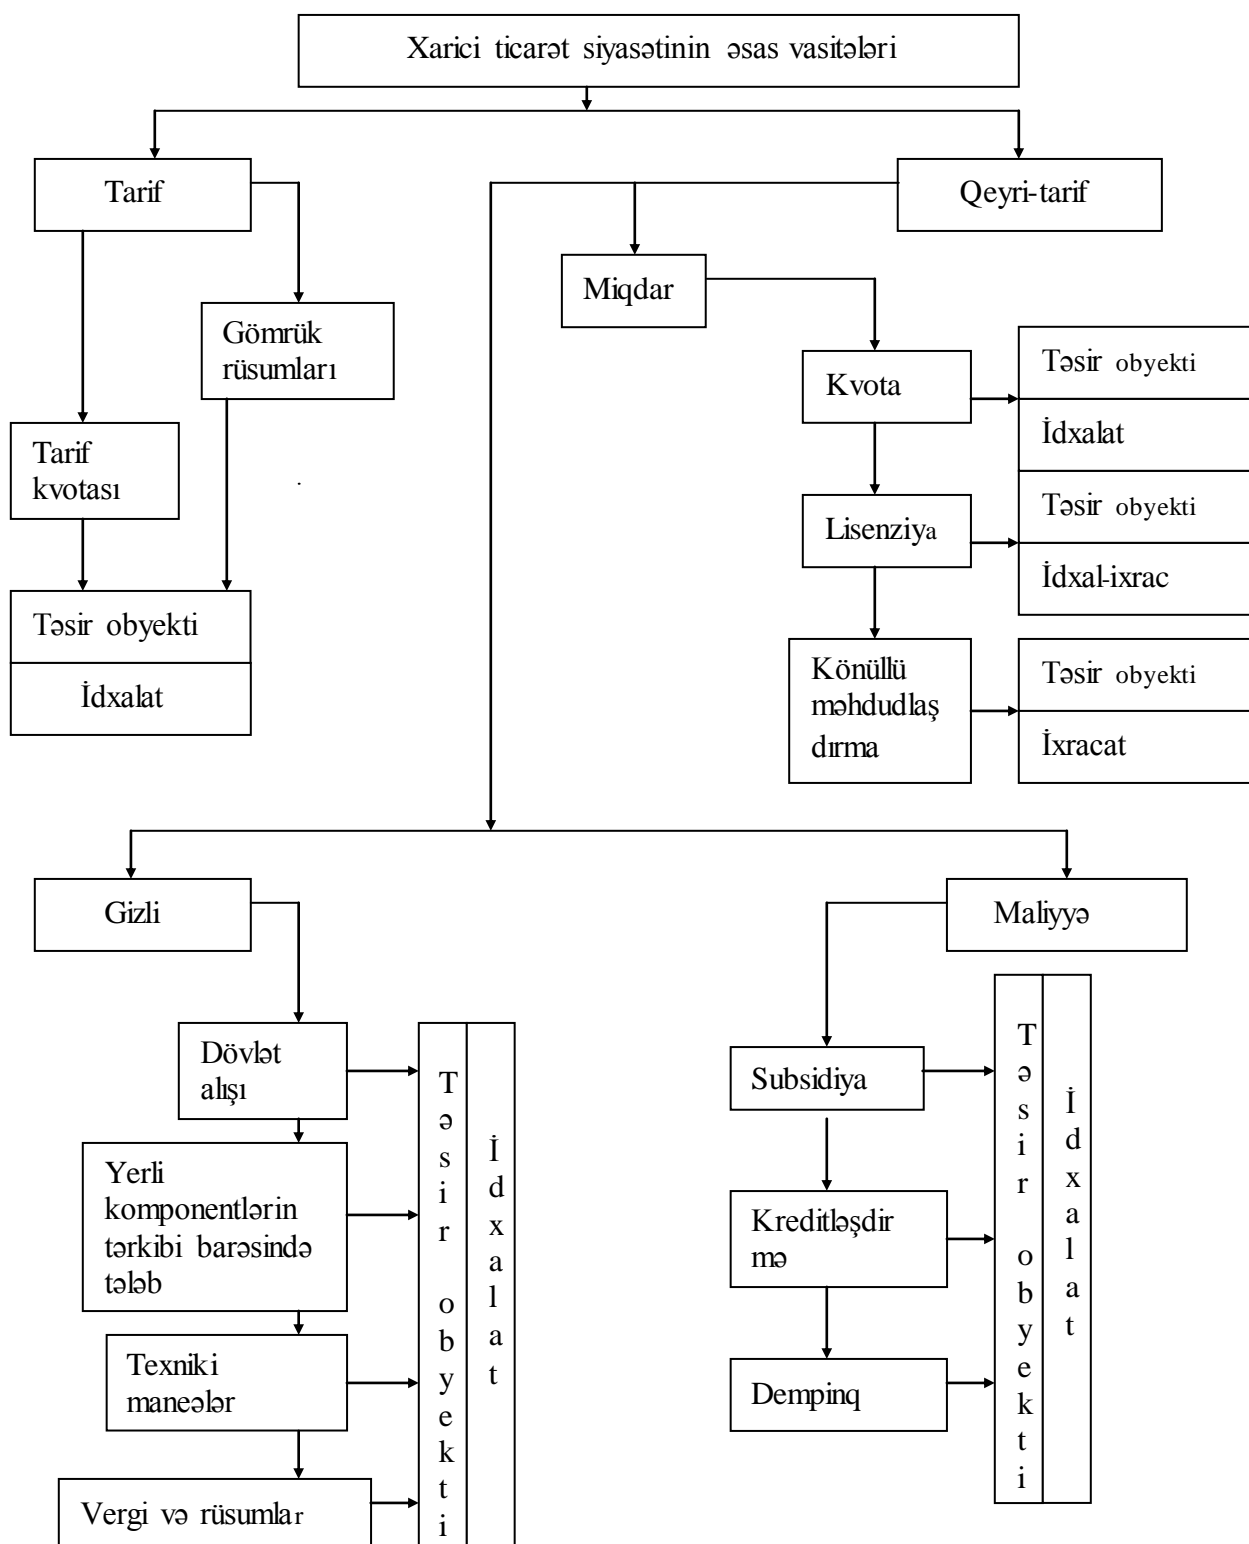 Xarici ticarət siyasətinin əsas vasitələri
Tarif
Qeyri-tarif
Miqdar
Gömrük
rüsumları
Kvota
Təsir obyekti
İdxalat
Tarif
kvotası
Lisenziya
Təsir obyekti
İdxal-ixrac
Təsir obyekti
İdxalat
Könüllü
məhdudlaş
dırma
Təsir obyekti
İxracat
Gizli
Maliyyə
Dövlət
alışı
Yerli
komponentlərin
tərkibi barəsində
tələb
Texniki
maneələr
Vergi və rüsumlar
Təsir obyekti
İdxalat
Subsidiya
Kreditləşdir
mə
Dempinq
Təsir obyekti
İdxalat